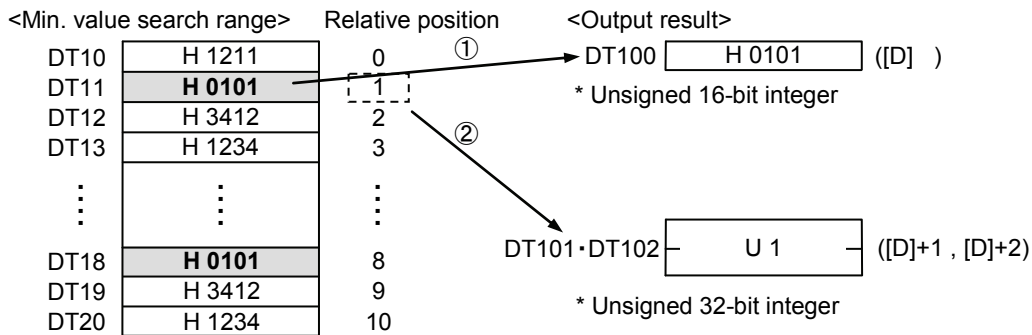 <Min. value search range> Relative position <Output result>
DT10 H 1211 0 ① DT100 H 0101 ([D] )
DT11 H 0101 1 * Unsigned 16-bit integer
DT12 H 3412 2 ②
DT13 H 1234 3
⋮ ⋮ ⋮
DT101・DT102 U 1 ([D]+1 , [D]+2)
DT18 H 0101 8
DT19 H 3412 9 * Unsigned 32-bit integer
DT20 H 1234 10